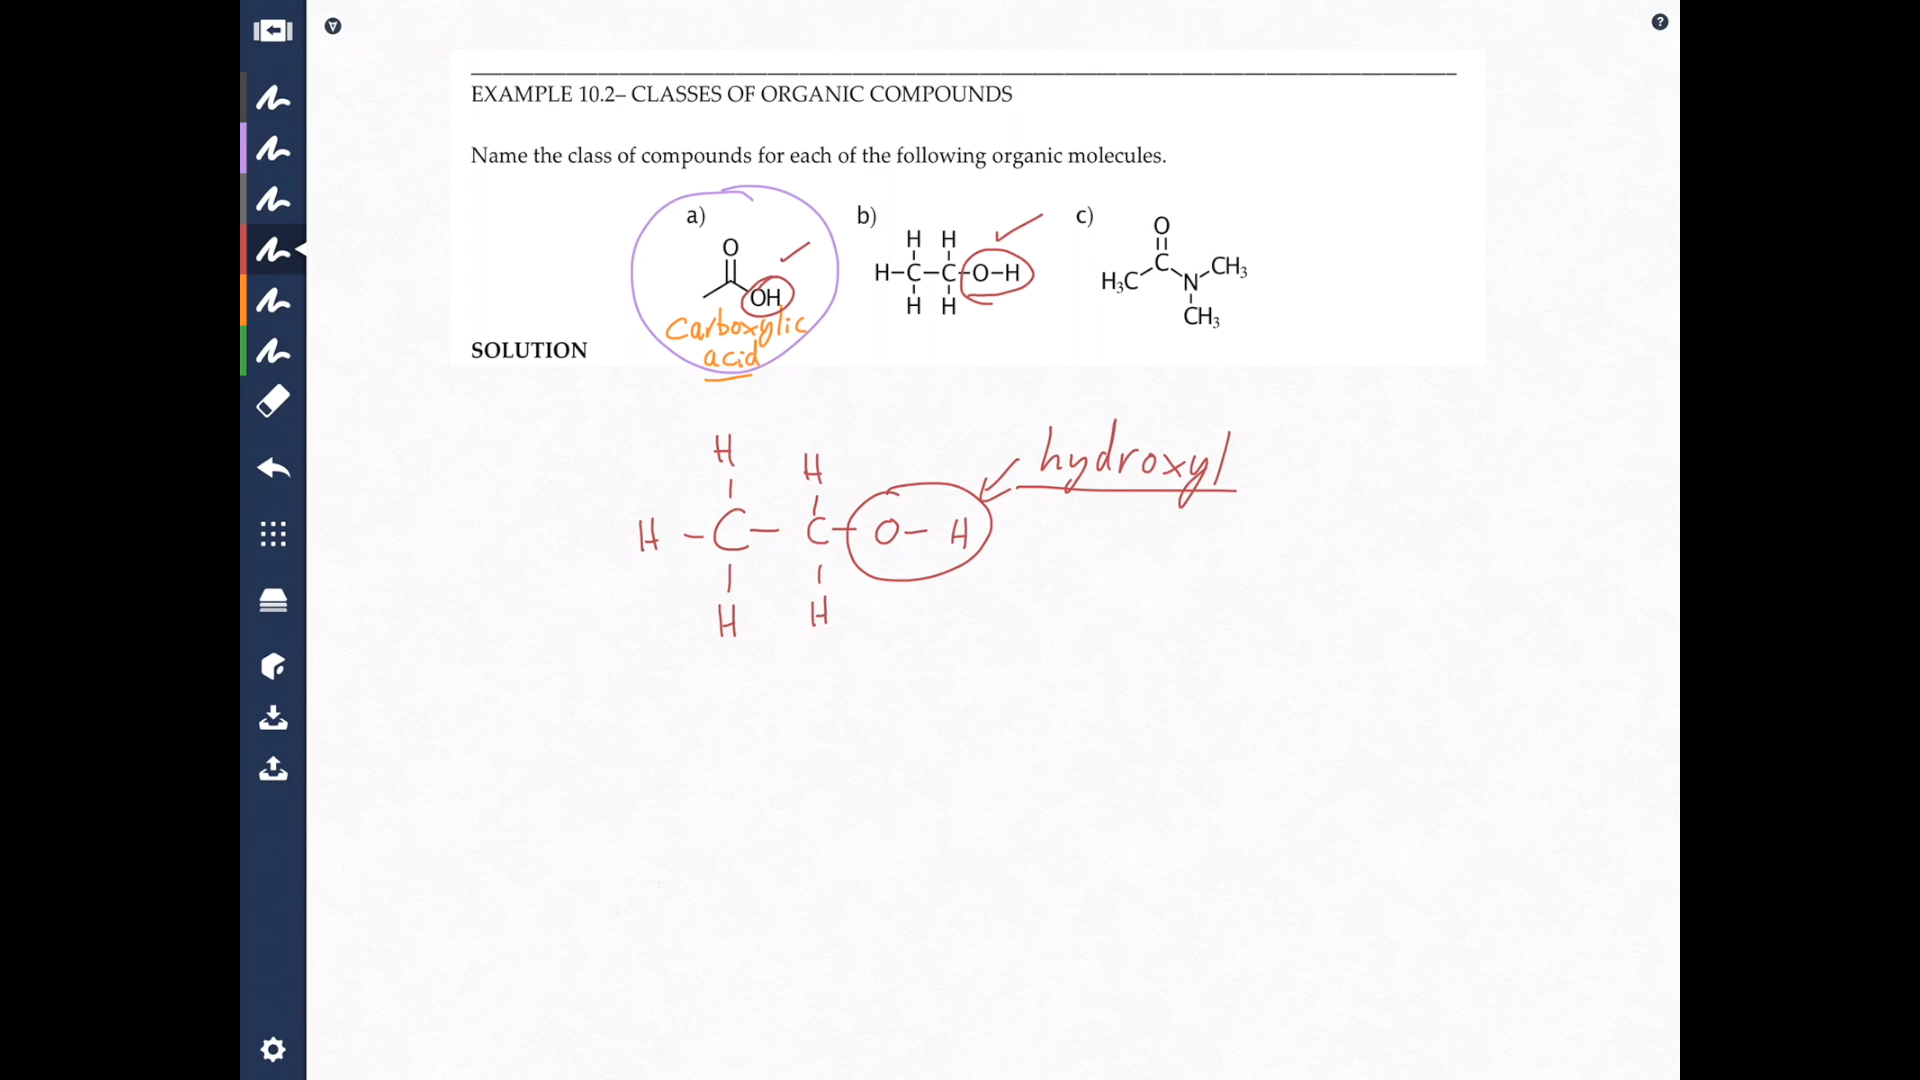 EXAMPLE 10.2– CLASSES OF ORGANIC COMPOUNDS
Name the class of compounds for each of the following organic molecules.
a) b) c)
O
OH
Carboxylic
acid
H H
H–C–C–O–H
H H
O
H₃C C N CH₃
CH₃
SOLUTION
hydroxyl
H H
H – C – C – O – H
H H